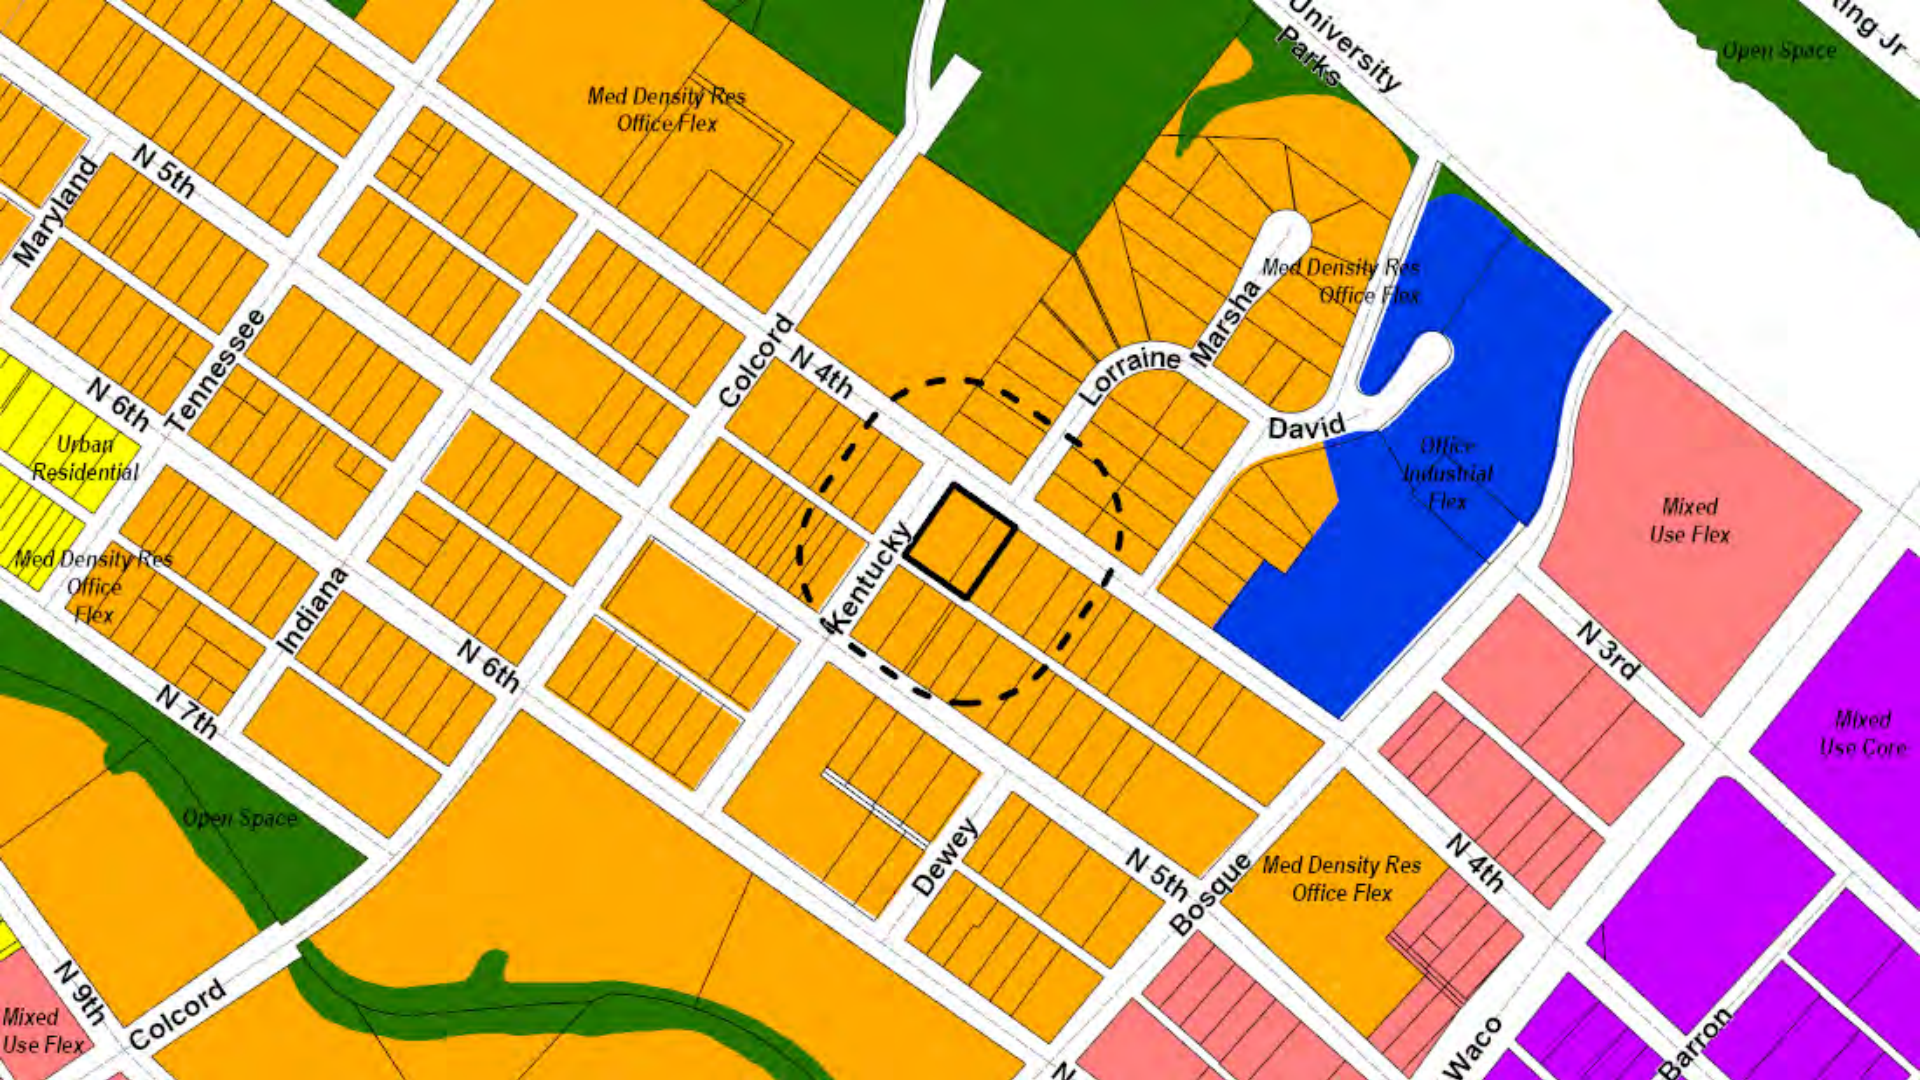 University
Parks
King Jr
Open Space
Med Density Res
Office Flex
N 5th
Maryland
Med Density Res
Office Flex
Marsha
Lorraine
Colcord
N 4th
Tennessee
N 6th
David
Urban
Residential
Office
Industrial
Flex
Mixed
Use Flex
Kentucky
Med Density Res
Office
Flex
Indiana
N 6th
N 3rd
N 7th
Mixed
Use Core
Open Space
Dewey
N 5th
Bosque
Med Density Res
Office Flex
N 4th
N 9th
Colcord
Mixed
Use Flex
Waco
Barron
N